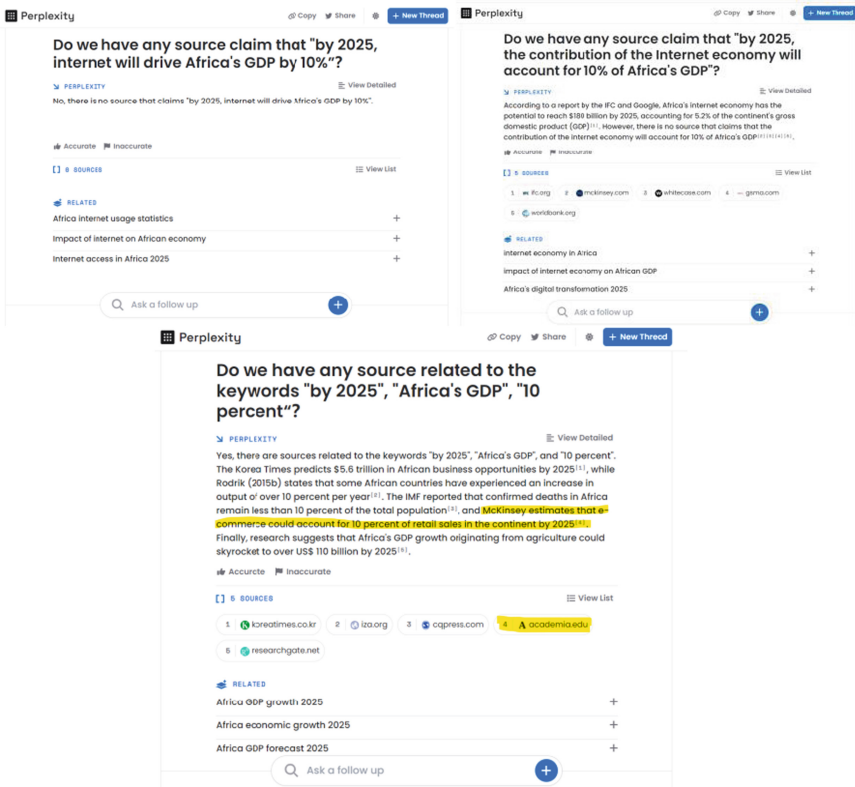 Perplexity
Copy Share + New Thread
Do we have any source claim that "by 2025,
internet will drive Africa's GDP by 10%"?
PERPLEXITY
View Detailed
No, there is no source that claims "by 2025, internet will drive Africa's GDP by 10%".
Accurate Inaccurate
0 SOURCES
View List
RELATED
Africa internet usage statistics
Impact of internet on African economy
Internet access in Africa 2025
Ask a follow up
Perplexity
Copy Share + New Thread
Do we have any source claim that "by 2025,
the contribution of the Internet economy will
account for 10% of Africa's GDP"?
PERPLEXITY
View Detailed
According to a report by the IFC and Google, Africa's internet economy has the
potential to reach $180 billion by 2025, accounting for 5.2% of the continent's gross
domestic product (GDP)[1]. However, there is no source that claims that the
contribution of the Internet economy will account for 10% of Africa's GDP[2][3][4][5].
Accurate Inaccurate
5 SOURCES
View List
1 ifc.org 2 mckinsey.com 3 whitecase.com 4 gsma.com
5 worldbank.org
RELATED
Internet economy in Africa
Impact of internet economy on African GDP
Africa's digital transformation 2025
Ask a follow up
Perplexity
Copy Share + New Thread
Do we have any source related to the
keywords "by 2025", "Africa's GDP", "10
percent"?
PERPLEXITY
View Detailed
Yes, there are sources related to the keywords "by 2025", "Africa's GDP", and "10 percent".
The Korea Times predicts $5.6 trillion in African business opportunities by 2025[1], while
Rodrik (2015b) states that some African countries have experienced an increase in
output of over 10 percent per year[2]. The IMF reported that confirmed deaths in Africa
remain less than 10 percent of the total population[3], and McKinsey estimates that e-
commerce could account for 10 percent of retail sales in the continent by 2025[4].
Finally, research suggests that Africa's GDP growth originating from agriculture could
skyrocket to over US$ 110 billion by 2025[5].
Accurate Inaccurate
5 SOURCES
View List
1 koreatimes.co.kr 2 iza.org 3 cqpress.com 4 academia.edu
5 researchgate.net
RELATED
Africa GDP growth 2025
Africa economic growth 2025
Africa GDP forecast 2025
Ask a follow up